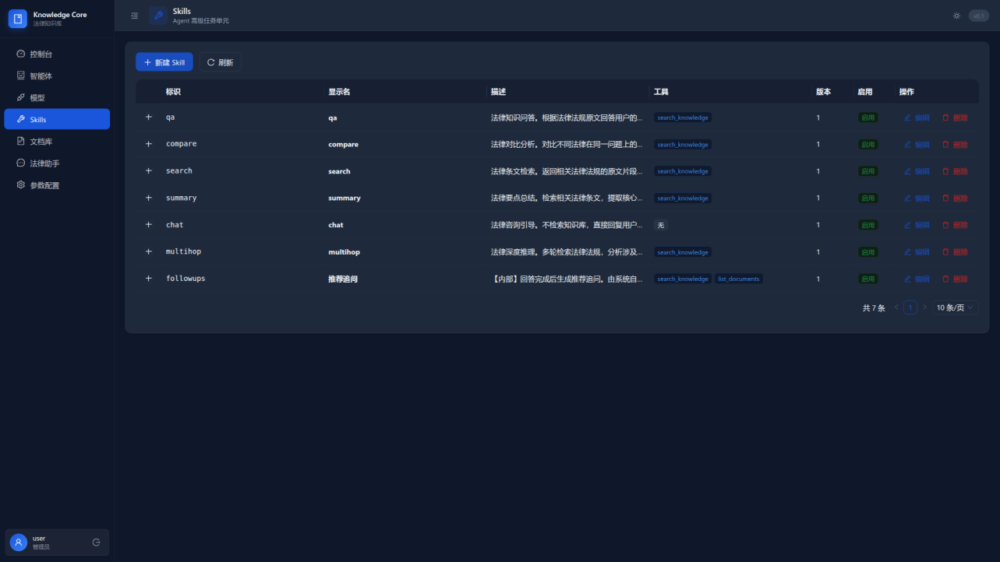 Knowledge Core
法律知识库
控制台
智能体
模型
Skills
文档库
法律助手
参数配置
user
管理员
Skills
Agent 高级任务单元
v0.1
新建 Skill
刷新
标识 显示名 描述 工具 版本 启用 操作
qa qa 法律知识问答。根据法律法规原文回答用户的... search_knowledge 1 启用 编辑 删除
compare compare 法律对比分析。对比不同法律在同一问题上的... search_knowledge 1 启用 编辑 删除
search search 法律条文检索。返回相关法律法规的原文片段... search_knowledge 1 启用 编辑 删除
summary summary 法律要点总结。检索相关法律条文，提取核心... search_knowledge 1 启用 编辑 删除
chat chat 法律咨询引导。不检索知识库，直接回复用户... 无 1 启用 编辑 删除
multihop multihop 法律深度推理。多轮检索法律法规，分析涉及... search_knowledge 1 启用 编辑 删除
followups 推荐追问 【内部】回答完成后生成推荐追问。由系统自... search_knowledge list_documents 1 启用 编辑 删除
共 7 条 1 10 条/页